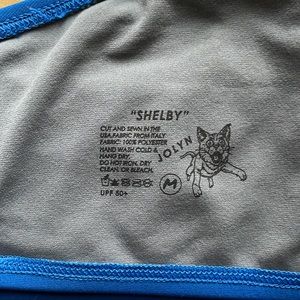 "SHELBY"
CUT AND SEWN IN THE
USA.FABRIC FROM ITALY
FABRIC: 100% POLYESTER
HAND WASH COLD &
HANG DRY.
DO NOT IRON, DRY
CLEAN, OR BLEACH.
M
UPF 50+
JOLYN